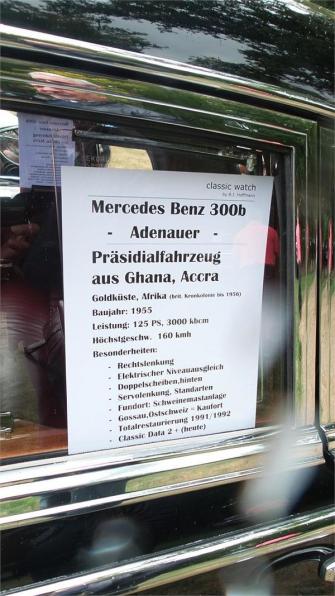 classic watch
by R.J. Hoffmann
Mercedes Benz 300b
- Adenauer -
Präsidialfahrzeug
aus Ghana, Accra
Goldküste, Afrika (brit. Kronkolonie bis 1956)
Baujahr: 1955
Leistung: 125 PS, 3000 kbcm
Höchstgeschw. 160 kmh
Besonderheiten:
- Rechtslenkung
- Elektrischer Niveauausgleich
- Doppelscheiben,hinten
- Servolenkung, Standarten
- Fundort: Schweinemastanlage
- Gossau,Ostschweiz = Kaufort
- Totalrestaurierung 1991/1992
- Classic Data 2 + (heute)